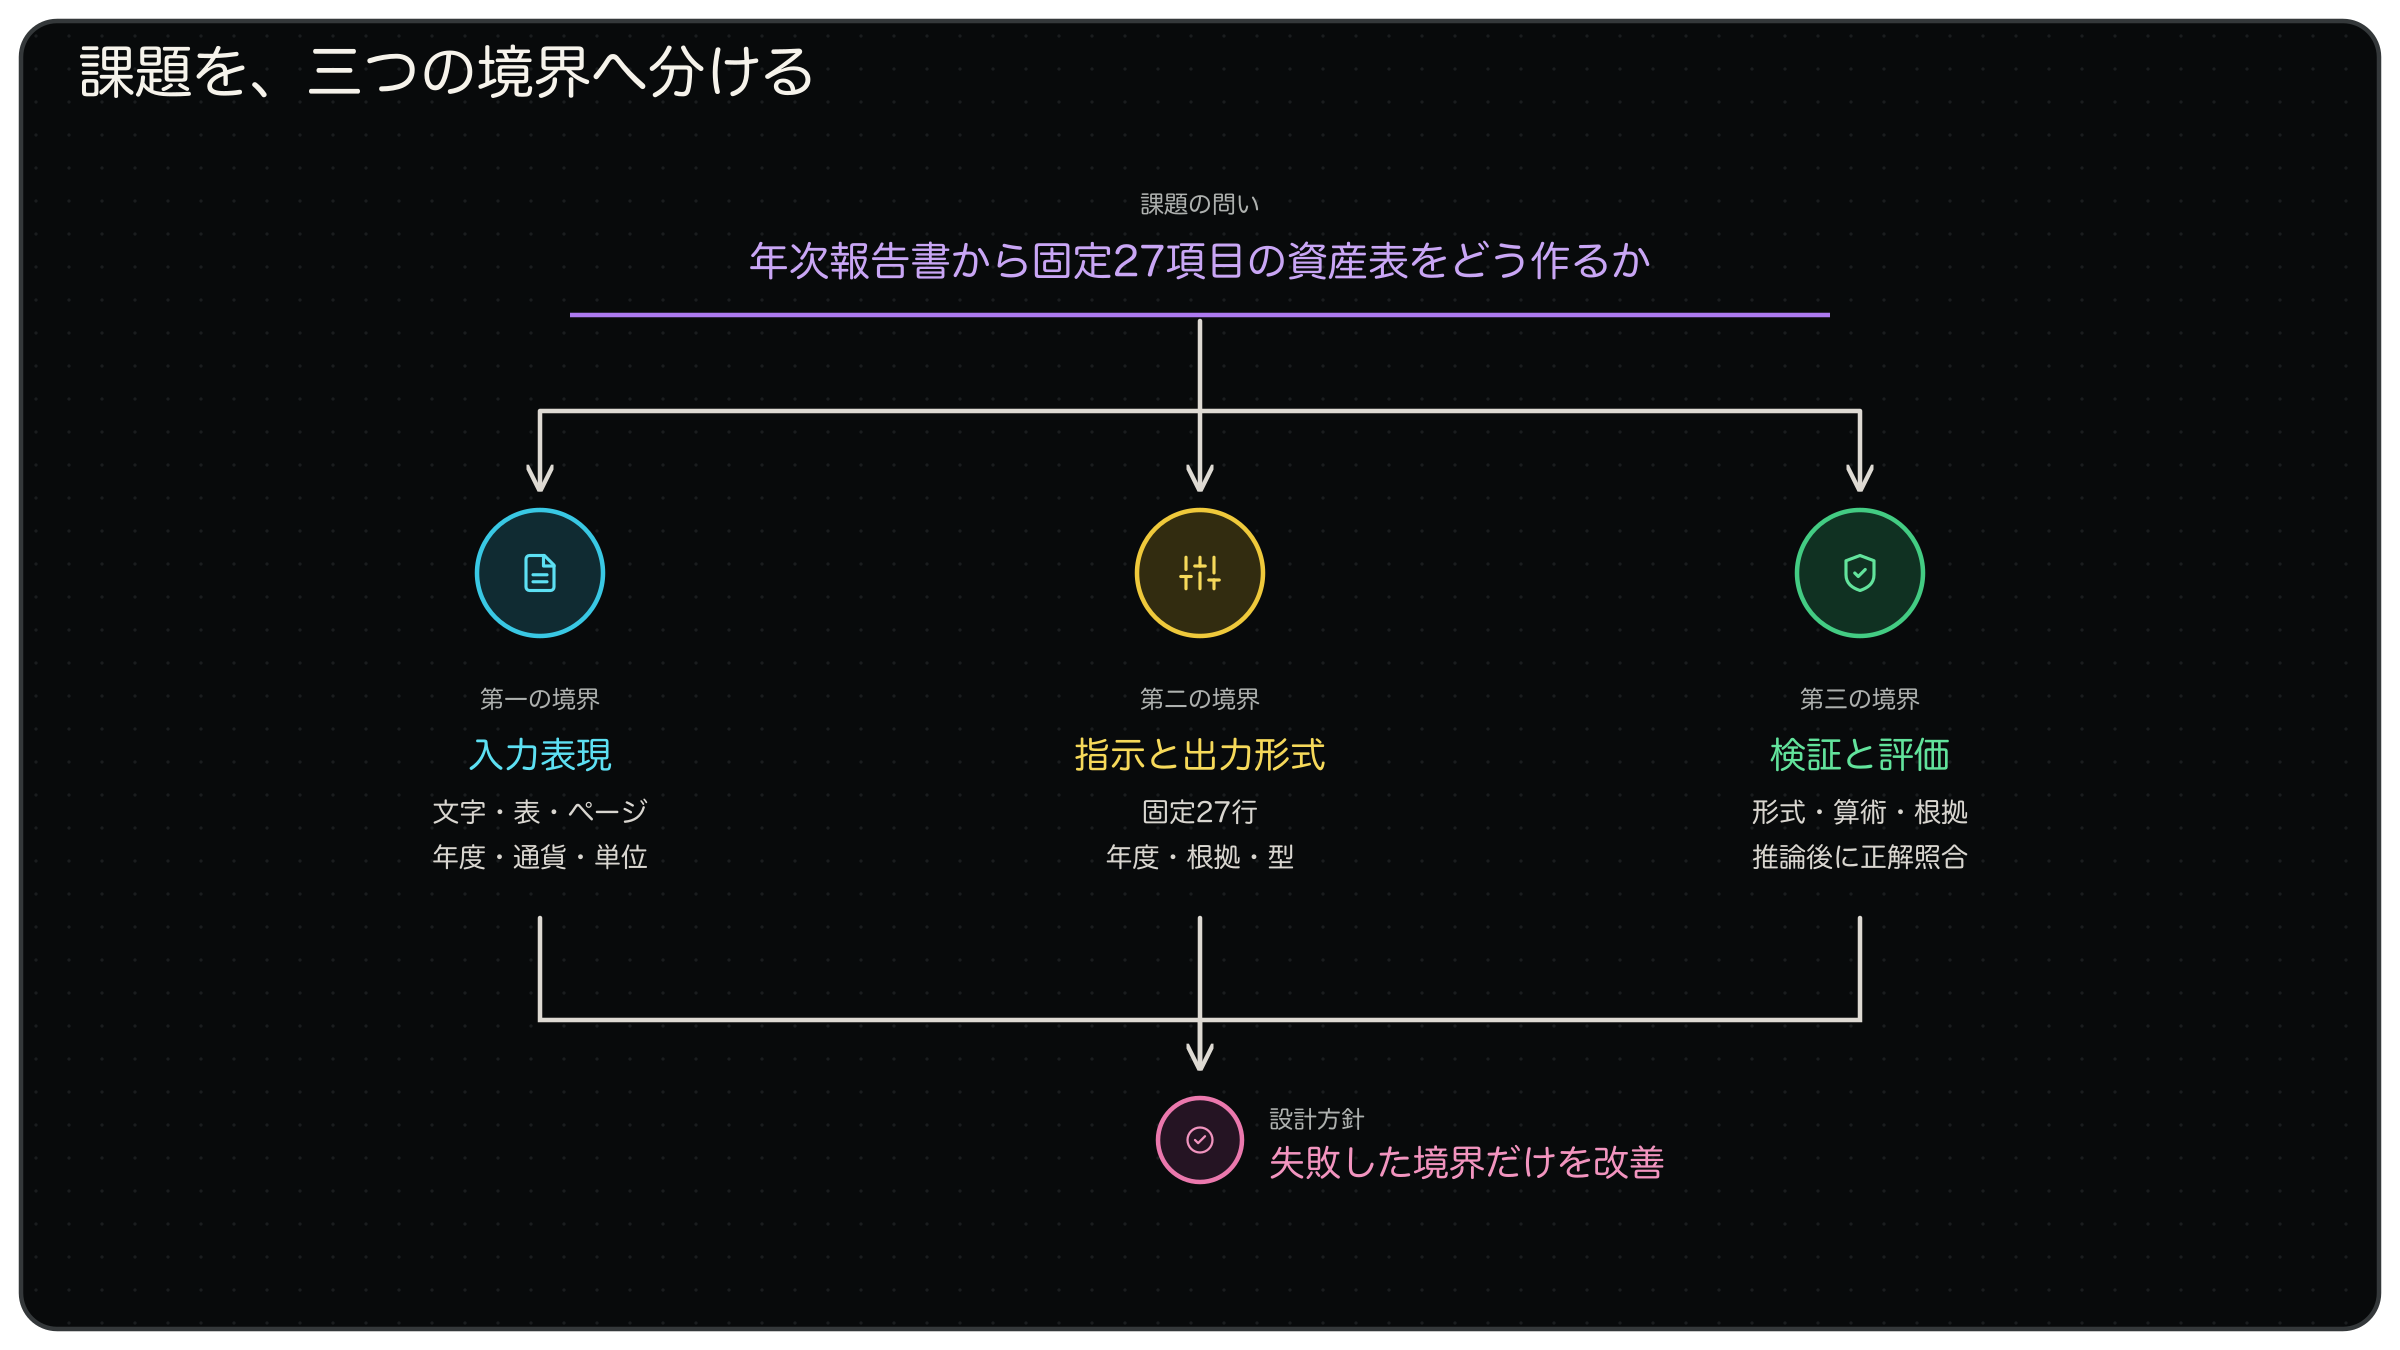 課題を、三つの境界へ分ける
課題の問い
年次報告書から固定27項目の資産表をどう作るか
第一の境界
入力表現
文字・表・ページ
年度・通貨・単位
第二の境界
指示と出力形式
固定27行
年度・根拠・型
第三の境界
検証と評価
形式・算術・根拠
推論後に正解照合
設計方針
失敗した境界だけを改善